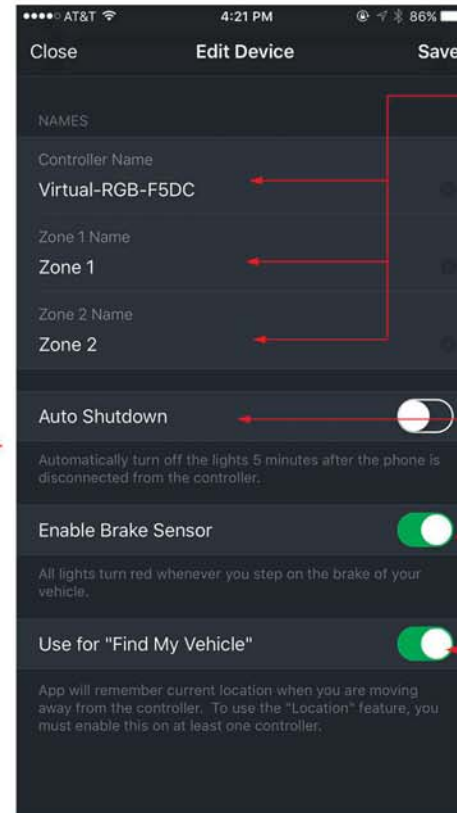 AT&T 4:21 PM 86%
Close Edit Device Save
NAMES
Controller Name
Virtual-RGB-F5DC
Zone 1 Name
Zone 1
Zone 2 Name
Zone 2
Auto Shutdown
Automatically turn off the lights 5 minutes after the phone is
disconnected from the controller.
Enable Brake Sensor
All lights turn red whenever you step on the brake of your
vehicle.
Use for "Find My Vehicle"
App will remember current location when you are moving
away from the controller. To use the "Location" feature, you
must enable this on at least one controller.